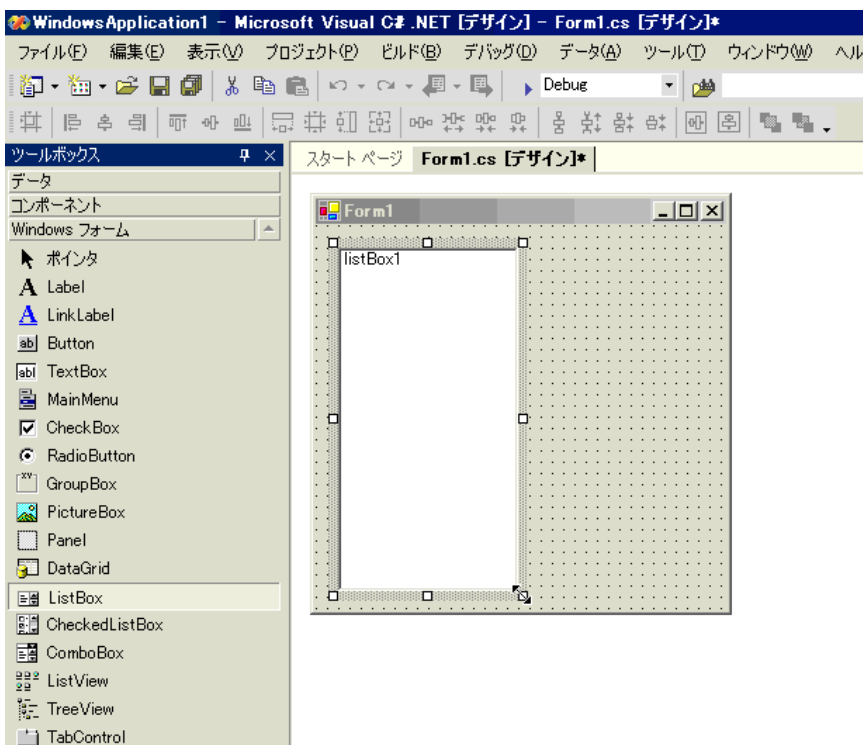 WindowsApplication1 - Microsoft Visual C# .NET [デザイン] - Form1.cs [デザイン]*
ファイル(F) 編集(E) 表示(V) プロジェクト(P) ビルド(B) デバッグ(D) データ(A) ツール(T) ウィンドウ(W) ヘル
Debug
ツールボックス
スタート ページ Form1.cs [デザイン]*
データ
コンポーネント
Windows フォーム
ポインタ
A Label
A LinkLabel
ab Button
abl TextBox
MainMenu
CheckBox
RadioButton
XY GroupBox
PictureBox
Panel
DataGrid
ListBox
CheckedListBox
ComboBox
ListView
TreeView
TabControl
Form1
listBox1